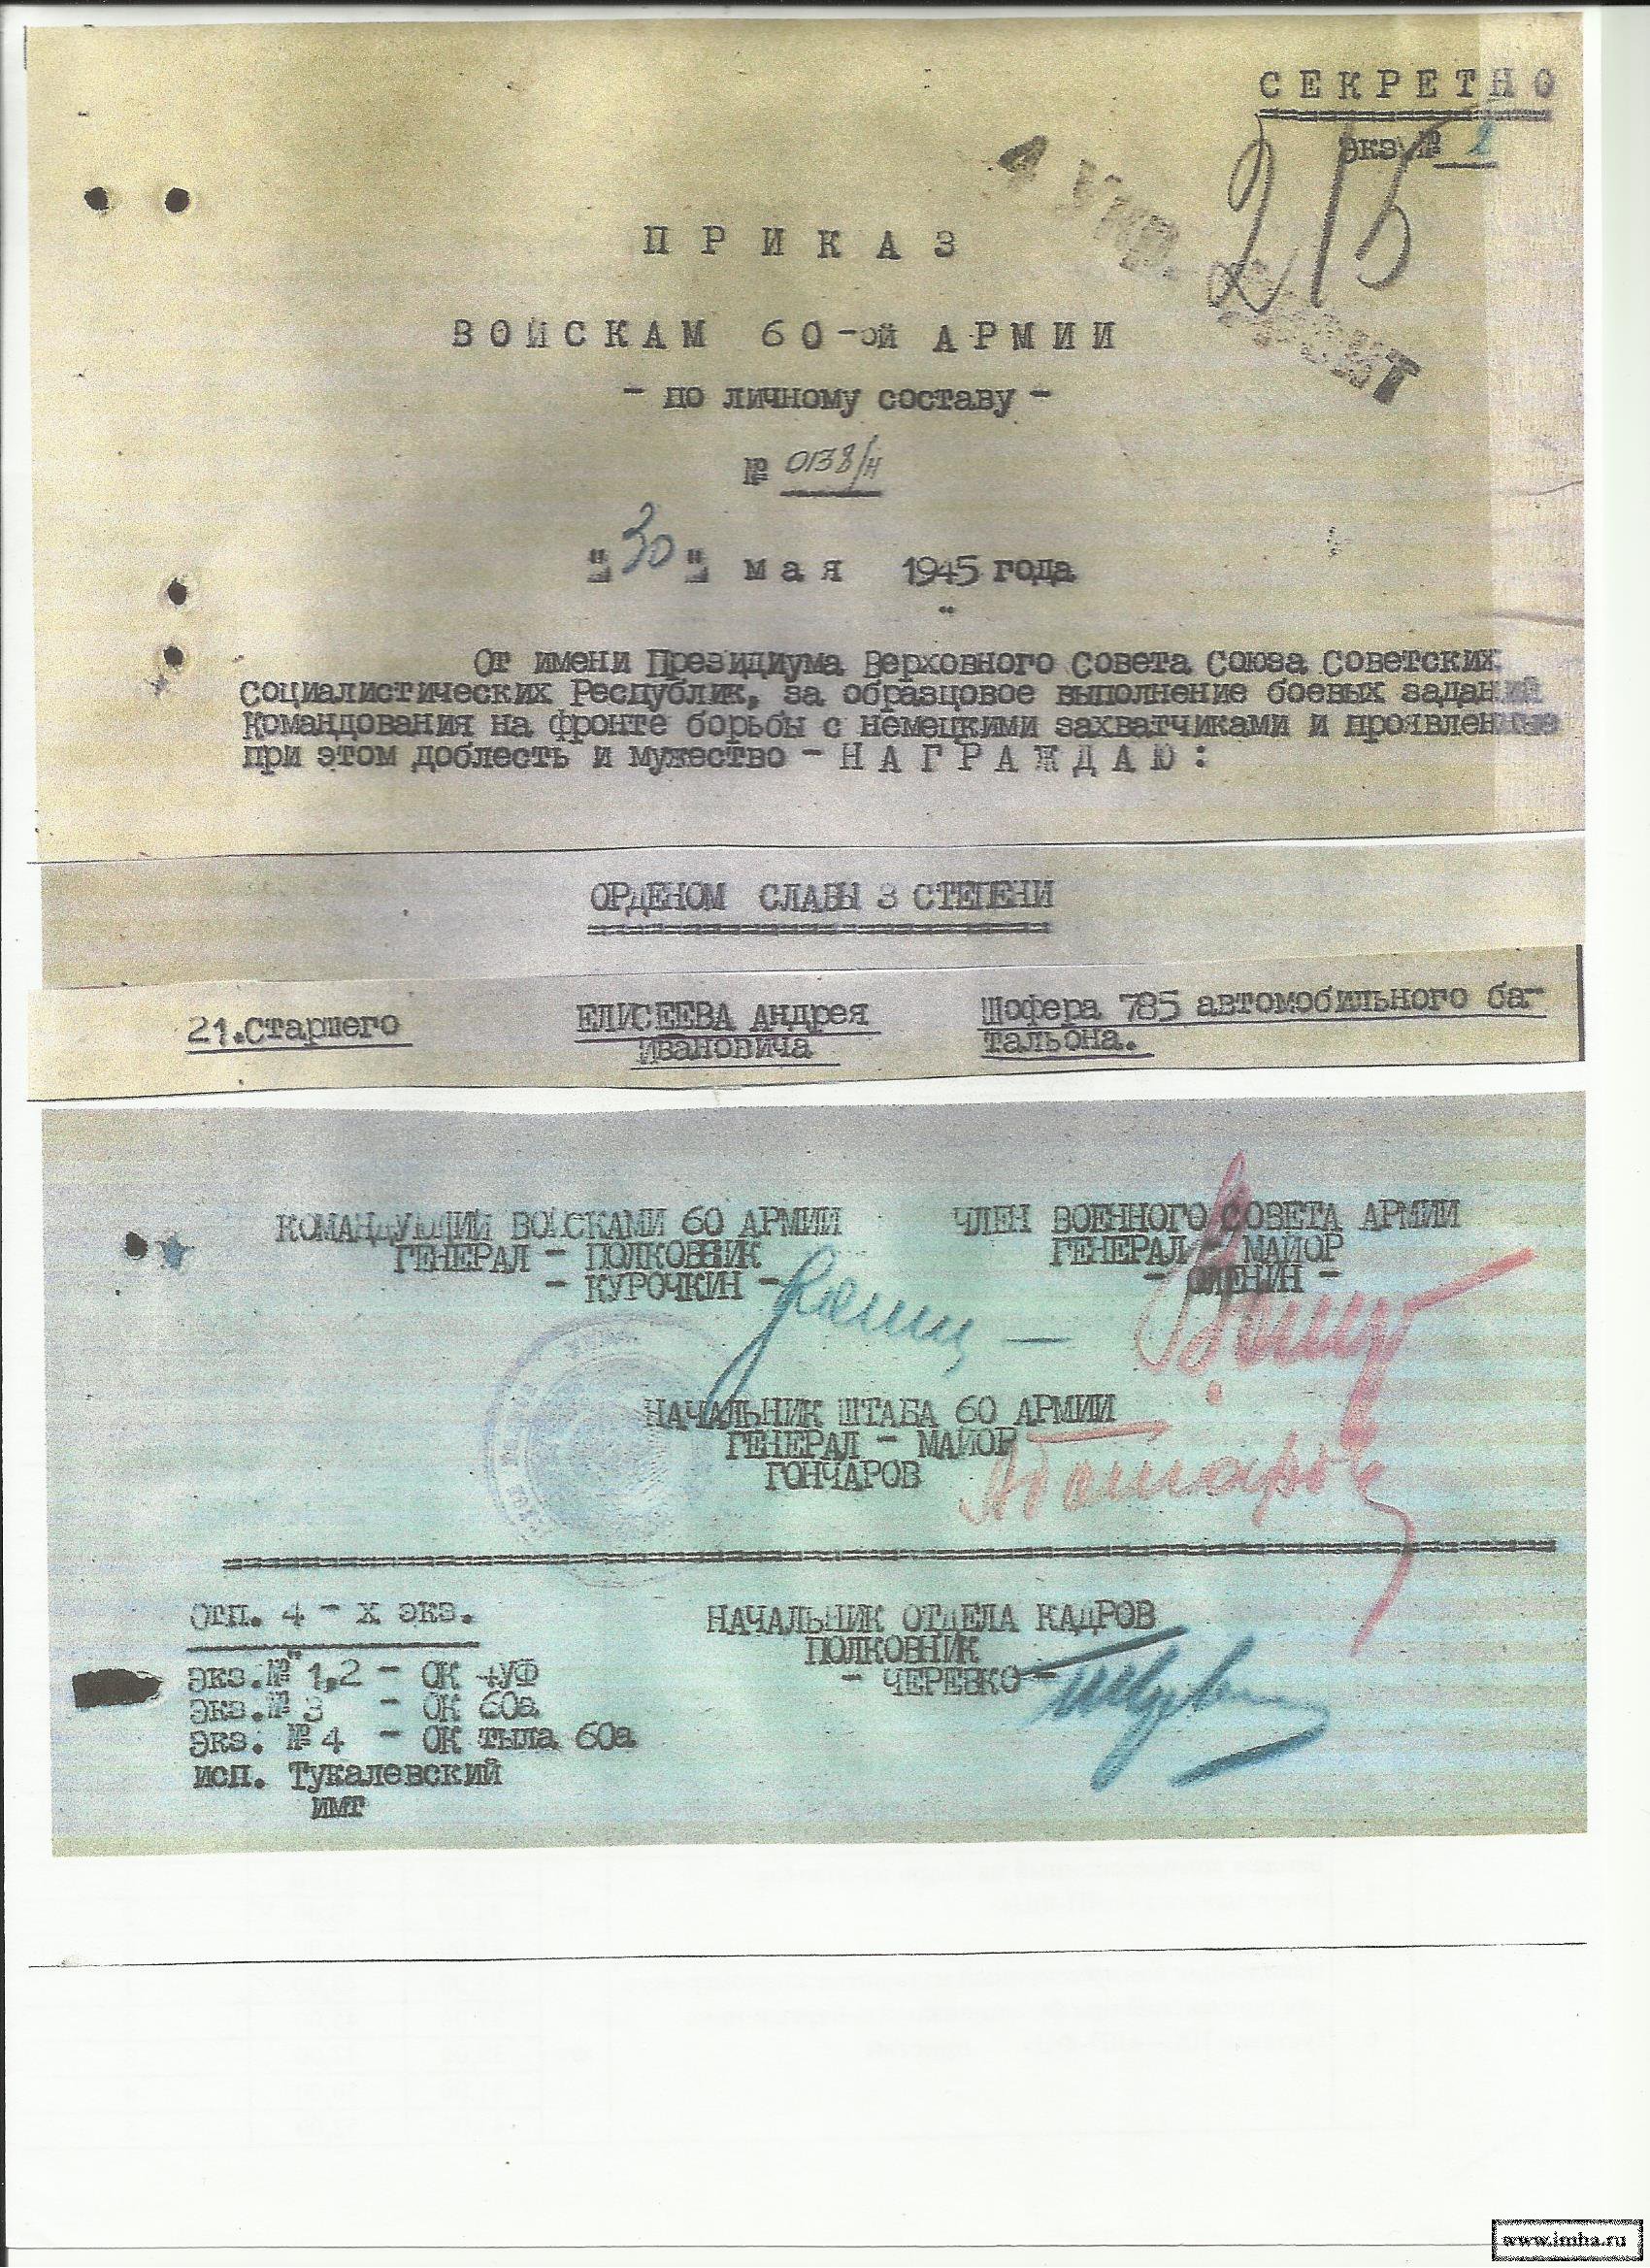 СЕКРЕТНО
экз № 1
215
ПРИКАЗ
ВОЙСКАМ 60-ой АРМИИ
- по личному составу -
№ 0138/н
"30" мая 1945 года
От имени Президиума Верховного Совета Союза Советских
Социалистических Республик, за образцовое выполнение боевых заданий
Командования на фронте борьбы с немецкими захватчиками и проявленные
при этом доблесть и мужество - НАГРАЖДАЮ:
ОРДЕНОМ СЛАВЫ 3 СТЕПЕНИ
21.Старшего ЕЛИСЕЕВА Андрея Шофера 785 автомобильного ба-
Ивановича тальона.
КОМАНДУЮЩИЙ ВОЙСКАМИ 60 АРМИИ ЧЛЕН ВОЕННОГО СОВЕТА АРМИИ
ГЕНЕРАЛ - ПОЛКОВНИК ГЕНЕРАЛ - МАЙОР
- КУРОЧКИН - - ОЛЕНИН -
НАЧАЛЬНИК ШТАБА 60 АРМИИ
ГЕНЕРАЛ - МАЙОР
ГОНЧАРОВ
Отп. 4 - х экз. НАЧАЛЬНИК ОТДЕЛА КАДРОВ
ПОЛКОВНИК
экз.№ 1,2 - ОК 4УФ - ЧЕРЕВКО -
экз.№ 3 - ОК 60а
экз. № 4 - ОК тыла 60а
исп. Тукалевский
имт
www.imha.ru